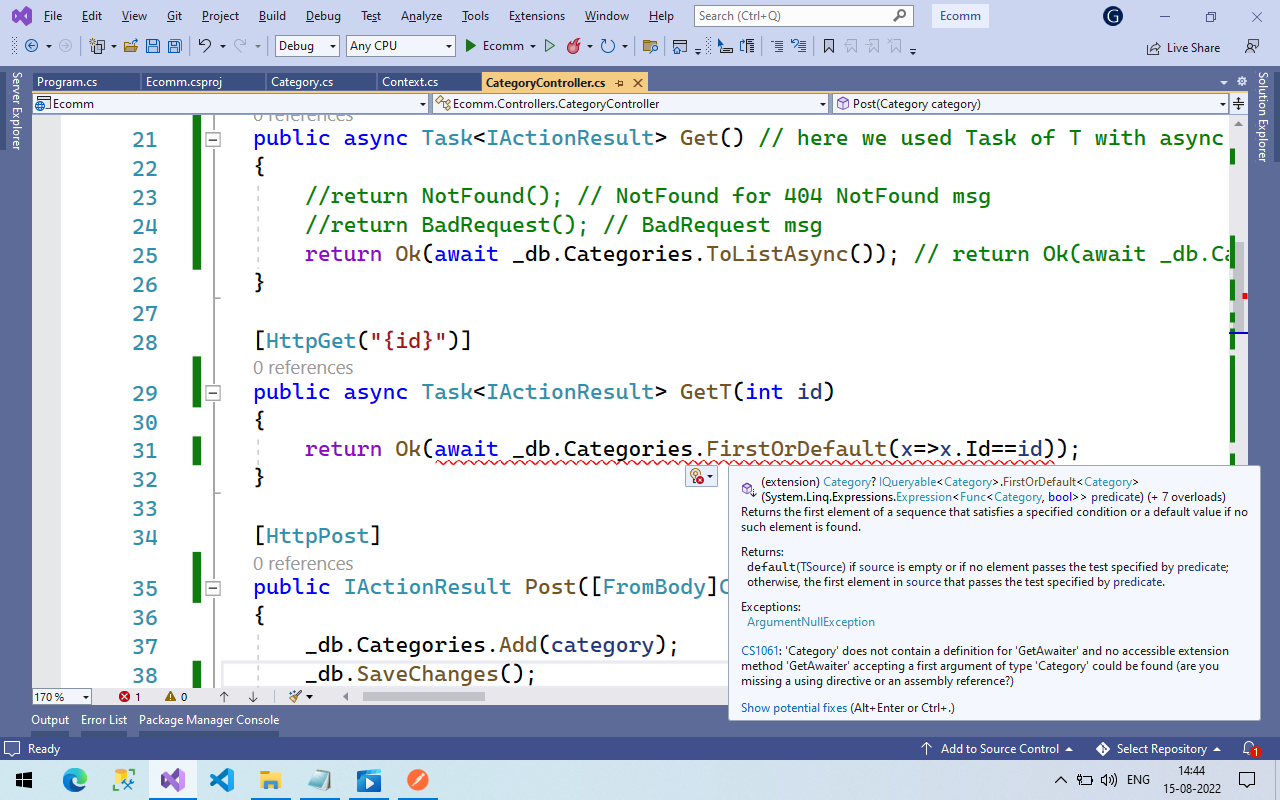 File Edit View Git Project Build Debug Test Analyze Tools Extensions Window Help Search (Ctrl+Q) Ecomm G
Debug Any CPU Ecomm Live Share
Server Explorer
Program.cs Ecomm.csproj Category.cs Context.cs CategoryController.cs
Solution Explorer
Ecomm Ecomm.Controllers.CategoryController Post(Category category)
0 references
21 public async Task<IActionResult> Get() // here we used Task of T with async
22 {
23 //return NotFound(); // NotFound for 404 NotFound msg
24 //return BadRequest(); // BadRequest msg
25 return Ok(await _db.Categories.ToListAsync()); // return Ok(await _db.Ca
26 }
27
28 [HttpGet("{id}")]
0 references
29 public async Task<IActionResult> GetT(int id)
30 {
31 return Ok(await _db.Categories.FirstOrDefault(x=>x.Id==id));
32 }
33
34 [HttpPost]
0 references
35 public IActionResult Post([FromBody]C
36 {
37 _db.Categories.Add(category);
38 _db.SaveChanges();
(extension) Category? IQueryable<Category>.FirstOrDefault<Category>
(System.Linq.Expressions.Expression<Func<Category, bool>> predicate) (+ 7 overloads)
Returns the first element of a sequence that satisfies a specified condition or a default value if no
such element is found.
Returns:
default(TSource) if source is empty or if no element passes the test specified by predicate;
otherwise, the first element in source that passes the test specified by predicate.
Exceptions:
ArgumentNullException
CS1061: 'Category' does not contain a definition for 'GetAwaiter' and no accessible extension
method 'GetAwaiter' accepting a first argument of type 'Category' could be found (are you
missing a using directive or an assembly reference?)
Show potential fixes (Alt+Enter or Ctrl+.)
170 % 1 0
Output Error List Package Manager Console
Ready Add to Source Control Select Repository 1
ENG 14:44
15-08-2022